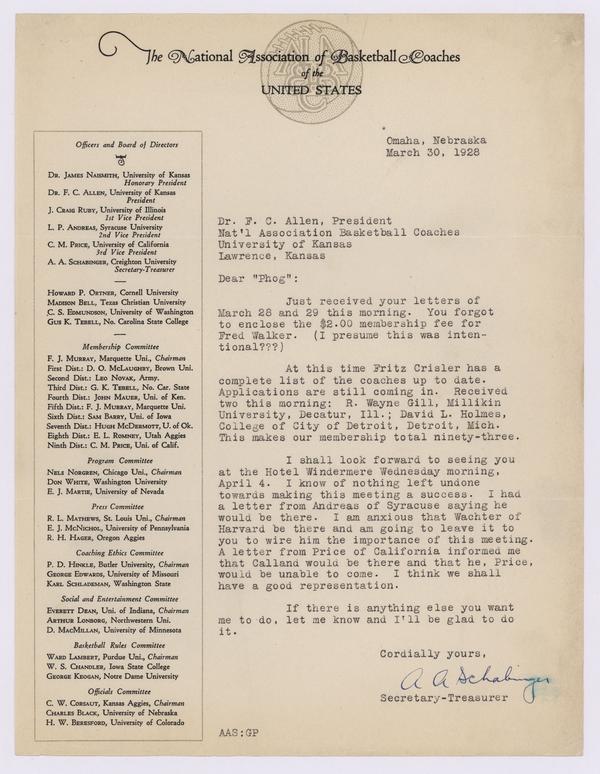 The National Association of Basketball Coaches
of the
UNITED STATES
Officers and Board of Directors
DR. JAMES NAISMITH, University of Kansas
Honorary President
DR. F. C. ALLEN, University of Kansas
President
J. CRAIG RUBY, University of Illinois
1st Vice President
L. P. ANDREAS, Syracuse University
2nd Vice President
C. M. PRICE, University of California
3rd Vice President
A. A. SCHABINGER, Creighton University
Secretary-Treasurer
HOWARD P. ORTNER, Cornell University
MADISON BELL, Texas Christian University
C. S. EDMUNDSON, University of Washington
GUS K. TEBELL, No. Carolina State College
Membership Committee
F. J. MURRAY, Marquette Uni., Chairman
First Dist.: D. O. MCLAUGHRY, Brown Uni.
Second Dist.: LEO NOVAK, Army.
Third Dist.: G. K. TEBELL, No. Car. State
Fourth Dist.: JOHN MAUER, Uni. of Ken.
Fifth Dist.: F. J. MURRAY, Marquette Uni.
Sixth Dist.: SAM BARRY, Uni. of Iowa
Seventh Dist.: HUGH MCDERMOTT, U. of Ok.
Eighth Dist.: E. L. ROMNEY, Utah Aggies
Ninth Dist.: C. M. PRICE, Uni. of Calif.
Program Committee
NELS NORGREN, Chicago Uni., Chairman
DON WHITE, Washington University
E. J. MARTIE, University of Nevada
Press Committee
R. L. MATHEWS, St. Louis Uni., Chairman
E. J. MCNICHOL, University of Pennsylvania
R. H. HAGER, Oregon Aggies
Coaching Ethics Committee
P. D. HINKLE, Butler University, Chairman
GEORGE EDWARDS, University of Missouri
KARL SCHLADEMAN, Washington State
Social and Entertainment Committee
EVERETT DEAN, Uni. of Indiana, Chairman
ARTHUR LONBORG, Northwestern Uni.
D. MACMILLAN, University of Minnesota
Basketball Rules Committee
WARD LAMBERT, Purdue Uni., Chairman
W. S. CHANDLER, Iowa State College
GEORGE KEOGAN, Notre Dame University
Officials Committee
C. W. CORSAUT, Kansas Aggies, Chairman
CHARLES BLACK, University of Nebraska
H. W. BERESFORD, University of Colorado
Omaha, Nebraska
March 30, 1928
Dr. F. C. Allen, President
Nat'l Association Basketball Coaches
University of Kansas
Lawrence, Kansas
Dear "Phog":
Just received your letters of
March 28 and 29 this morning. You forgot
to enclose the $2.00 membership fee for
Fred Walker. (I presume this was inten-
tional???)
At this time Fritz Crisler has a
complete list of the coaches up to date.
Applications are still coming in. Received
two this morning: R. Wayne Gill, Millikin
University, Decatur, Ill.; David L. Holmes,
College of City of Detroit, Detroit, Mich.
This makes our membership total ninety-three.
I shall look forward to seeing you
at the Hotel Windermere Wednesday morning,
April 4. I know of nothing left undone
towards making this meeting a success. I had
a letter from Andreas of Syracuse saying he
would be there. I am anxious that Wachter of
Harvard be there and am going to leave it to
you to wire him the importance of this meeting.
A letter from Price of California informed me
that Calland would be there and that he, Price,
would be unable to come. I think we shall
have a good representation.
If there is anything else you want
me to do, let me know and I'll be glad to do
it.
Cordially yours,
A A Schabinger
Secretary-Treasurer
AAS:GP